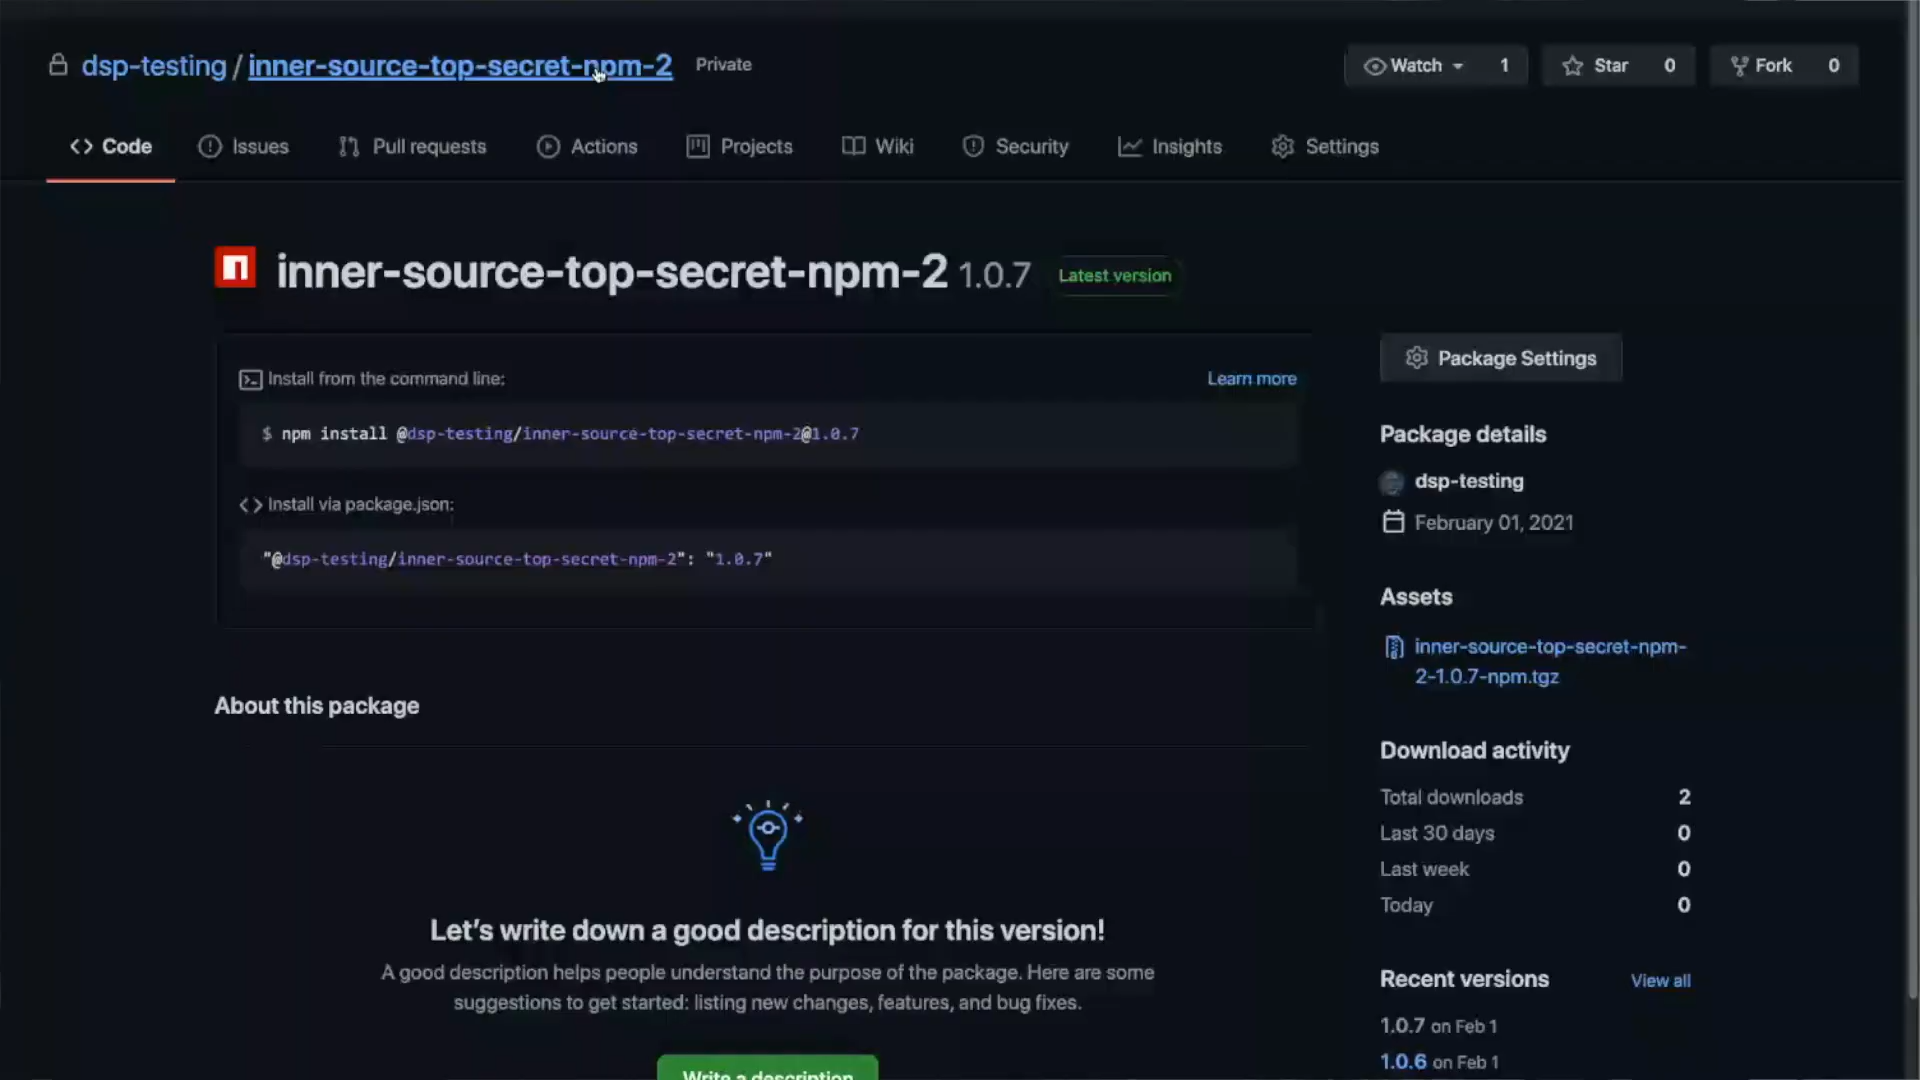 dsp-testing / inner-source-top-secret-npm-2 Private
Watch 1 Star 0 Fork 0
Code Issues Pull requests Actions Projects Wiki Security Insights Settings
inner-source-top-secret-npm-2 1.0.7 Latest version
Install from the command line: Learn more
$ npm install @dsp-testing/inner-source-top-secret-npm-2@1.0.7
Install via package.json:
"@dsp-testing/inner-source-top-secret-npm-2": "1.0.7"
About this package
Let's write down a good description for this version!
A good description helps people understand the purpose of the package. Here are some
suggestions to get started: listing new changes, features, and bug fixes.
Write a description
Package Settings
Package details
dsp-testing
February 01, 2021
Assets
inner-source-top-secret-npm-
2-1.0.7-npm.tgz
Download activity
Total downloads 2
Last 30 days 0
Last week 0
Today 0
Recent versions View all
1.0.7 on Feb 1
1.0.6 on Feb 1